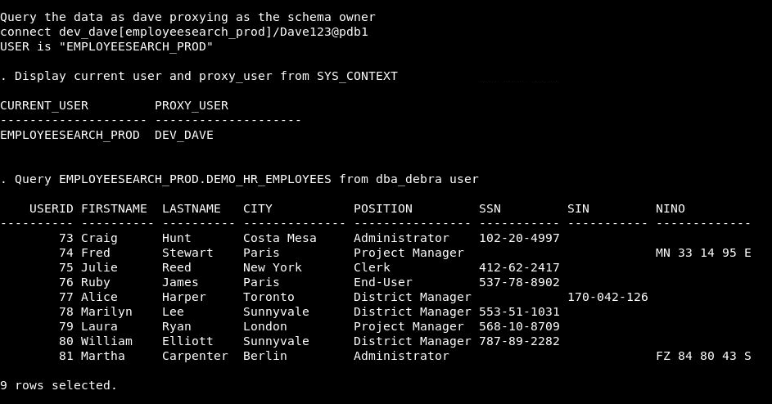 Query the data as dave proxying as the schema owner
connect dev_dave[employeesearch_prod]/Dave123@pdb1
USER is "EMPLOYEESEARCH_PROD"
. Display current user and proxy_user from SYS_CONTEXT
CURRENT_USER         PROXY_USER
-------------------- --------------------
EMPLOYEESEARCH_PROD  DEV_DAVE
. Query EMPLOYEESEARCH_PROD.DEMO_HR_EMPLOYEES from dba_debra user
    USERID FIRSTNAME  LASTNAME   CITY           POSITION         SSN         SIN         NINO
---------- ---------- ---------- -------------- ---------------- ----------- ----------- -------------
        73 Craig      Hunt       Costa Mesa     Administrator    102-20-4997
        74 Fred       Stewart    Paris          Project Manager                          MN 33 14 95 E
        75 Julie      Reed       New York       Clerk            412-62-2417
        76 Ruby       James      Paris          End-User         537-78-8902
        77 Alice      Harper     Toronto        District Manager             170-042-126
        78 Marilyn    Lee        Sunnyvale      District Manager 553-51-1031
        79 Laura      Ryan       London         Project Manager  568-10-8709
        80 William    Elliott    Sunnyvale      District Manager 787-89-2282
        81 Martha     Carpenter  Berlin         Administrator                            FZ 84 80 43 S
9 rows selected.